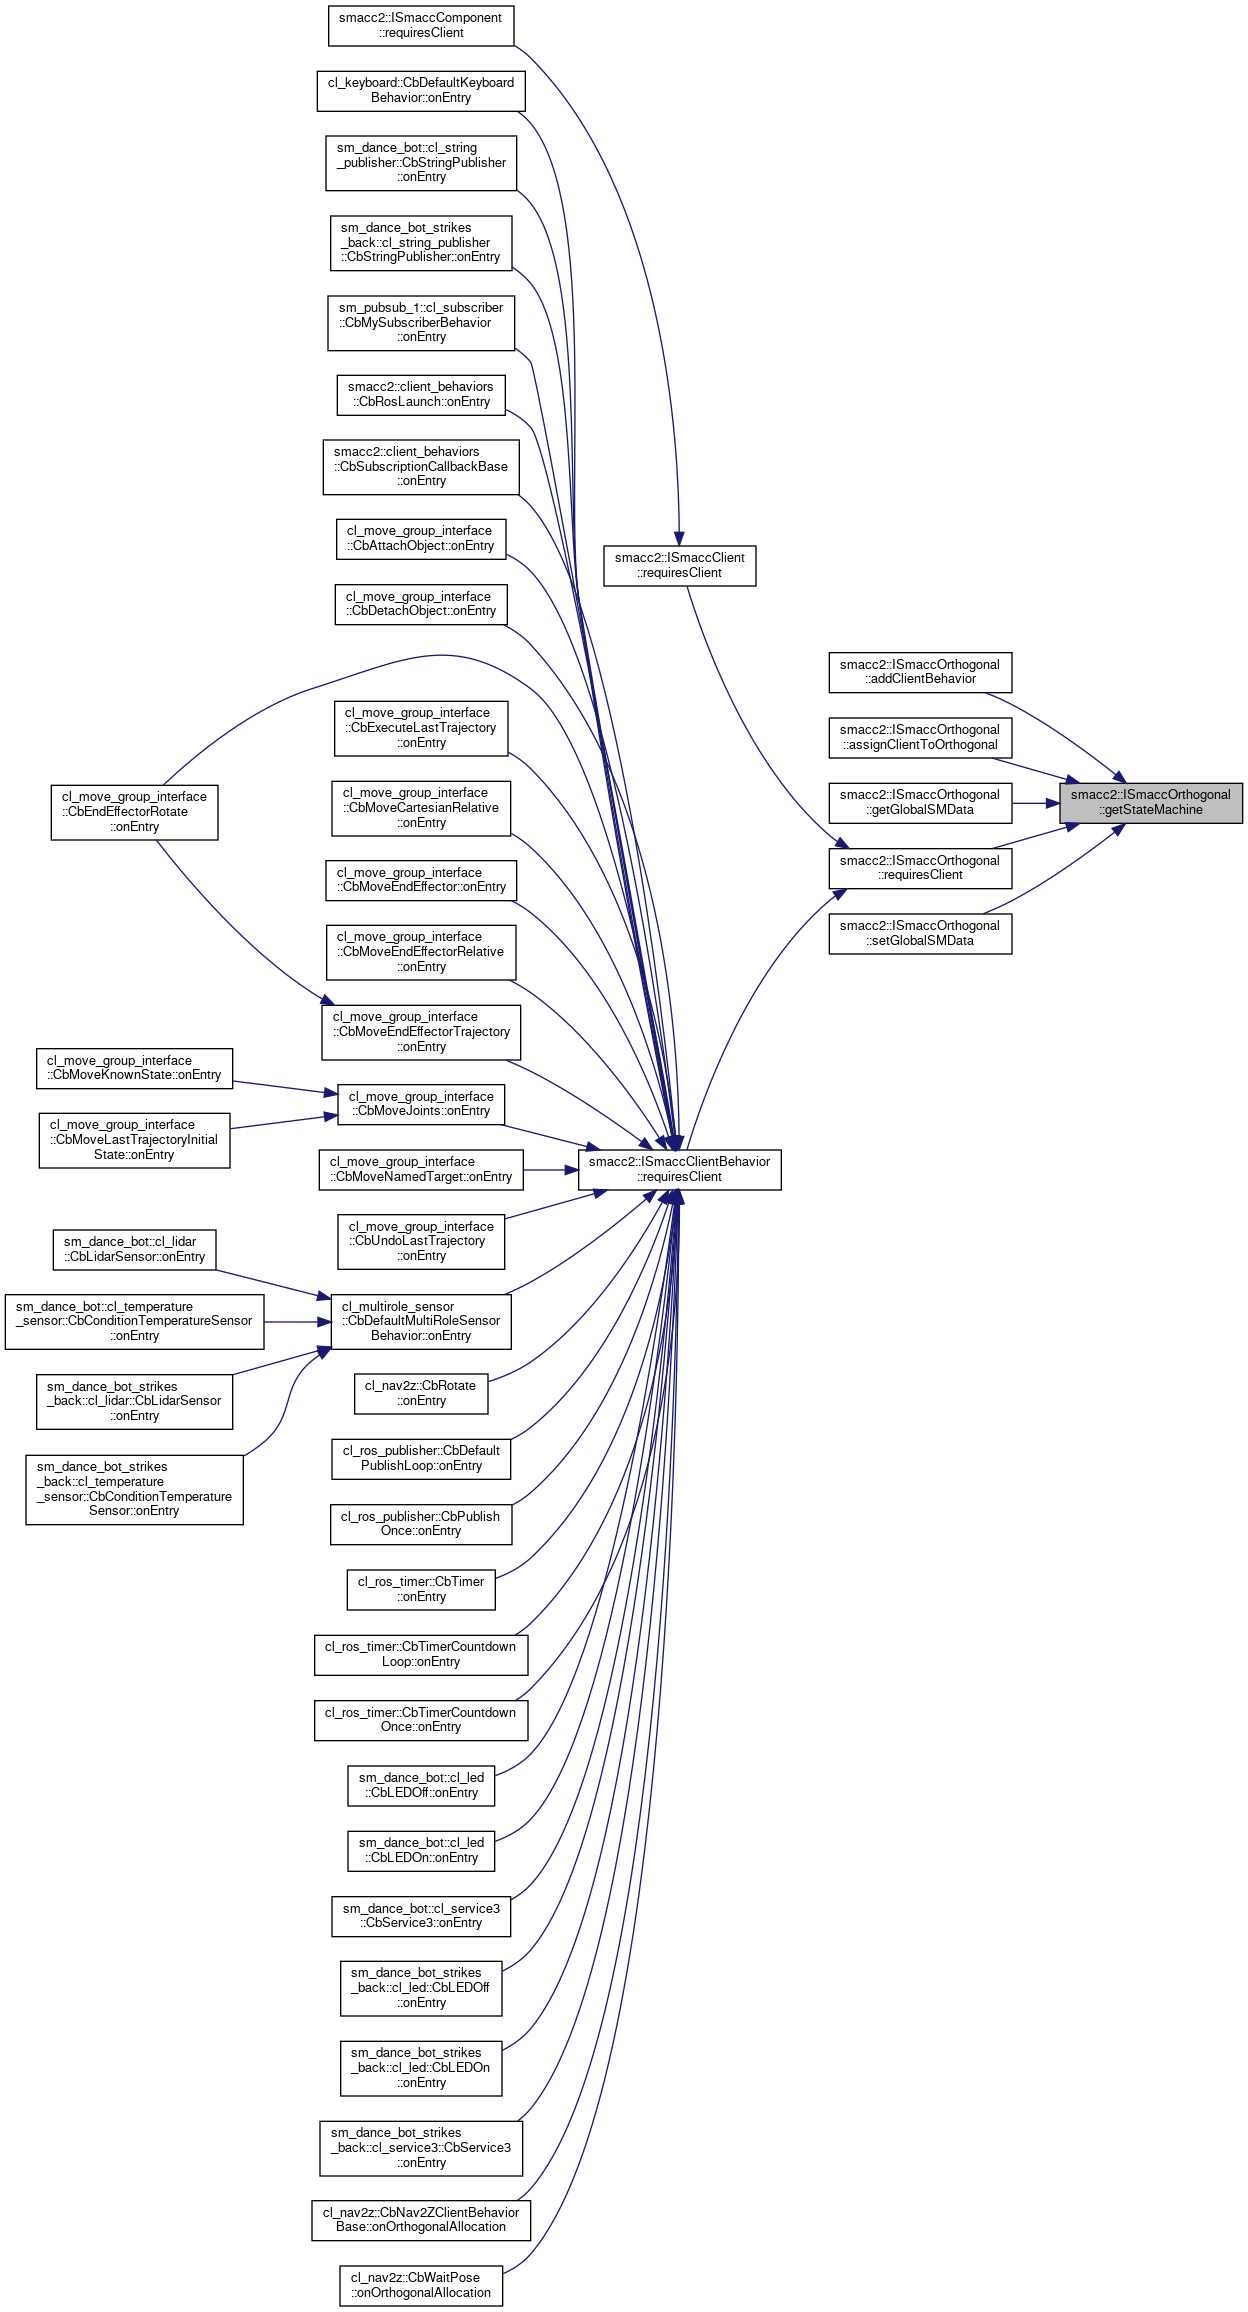 smacc2::ISmaccComponent
::requiresClient
cl_keyboard::CbDefaultKeyboard
Behavior::onEntry
sm_dance_bot::cl_string
_publisher::CbStringPublisher
::onEntry
sm_dance_bot_strikes
_back::cl_string_publisher
::CbStringPublisher::onEntry
sm_pubsub_1::cl_subscriber
::CbMySubscriberBehavior
::onEntry
smacc2::client_behaviors
::CbRosLaunch::onEntry
smacc2::client_behaviors
::CbSubscriptionCallbackBase
::onEntry
cl_move_group_interface
::CbAttachObject::onEntry
cl_move_group_interface
::CbDetachObject::onEntry
cl_move_group_interface
::CbExecuteLastTrajectory
::onEntry
cl_move_group_interface
::CbMoveCartesianRelative
::onEntry
cl_move_group_interface
::CbEndEffectorRotate
::onEntry
cl_move_group_interface
::CbMoveEndEffector::onEntry
cl_move_group_interface
::CbMoveEndEffectorRelative
::onEntry
cl_move_group_interface
::CbMoveEndEffectorTrajectory
::onEntry
cl_move_group_interface
::CbMoveKnownState::onEntry
cl_move_group_interface
::CbMoveJoints::onEntry
cl_move_group_interface
::CbMoveLastTrajectoryInitial
State::onEntry
cl_move_group_interface
::CbMoveNamedTarget::onEntry
cl_move_group_interface
::CbUndoLastTrajectory
::onEntry
sm_dance_bot::cl_lidar
::CbLidarSensor::onEntry
sm_dance_bot::cl_temperature
_sensor::CbConditionTemperatureSensor
::onEntry
cl_multirole_sensor
::CbDefaultMultiRoleSensor
Behavior::onEntry
sm_dance_bot_strikes
_back::cl_lidar::CbLidarSensor
::onEntry
sm_dance_bot_strikes
_back::cl_temperature
_sensor::CbConditionTemperature
Sensor::onEntry
cl_nav2z::CbRotate
::onEntry
cl_ros_publisher::CbDefault
PublishLoop::onEntry
cl_ros_publisher::CbPublish
Once::onEntry
cl_ros_timer::CbTimer
::onEntry
cl_ros_timer::CbTimerCountdown
Loop::onEntry
cl_ros_timer::CbTimerCountdown
Once::onEntry
sm_dance_bot::cl_led
::CbLEDOff::onEntry
sm_dance_bot::cl_led
::CbLEDOn::onEntry
sm_dance_bot::cl_service3
::CbService3::onEntry
sm_dance_bot_strikes
_back::cl_led::CbLEDOff
::onEntry
sm_dance_bot_strikes
_back::cl_led::CbLEDOn
::onEntry
sm_dance_bot_strikes
_back::cl_service3::CbService3
::onEntry
cl_nav2z::CbNav2ZClientBehavior
Base::onOrthogonalAllocation
cl_nav2z::CbWaitPose
::onOrthogonalAllocation
smacc2::ISmaccClient
::requiresClient
smacc2::ISmaccClientBehavior
::requiresClient
smacc2::ISmaccOrthogonal
::addClientBehavior
smacc2::ISmaccOrthogonal
::assignClientToOrthogonal
smacc2::ISmaccOrthogonal
::getGlobalSMData
smacc2::ISmaccOrthogonal
::requiresClient
smacc2::ISmaccOrthogonal
::setGlobalSMData
smacc2::ISmaccOrthogonal
::getStateMachine